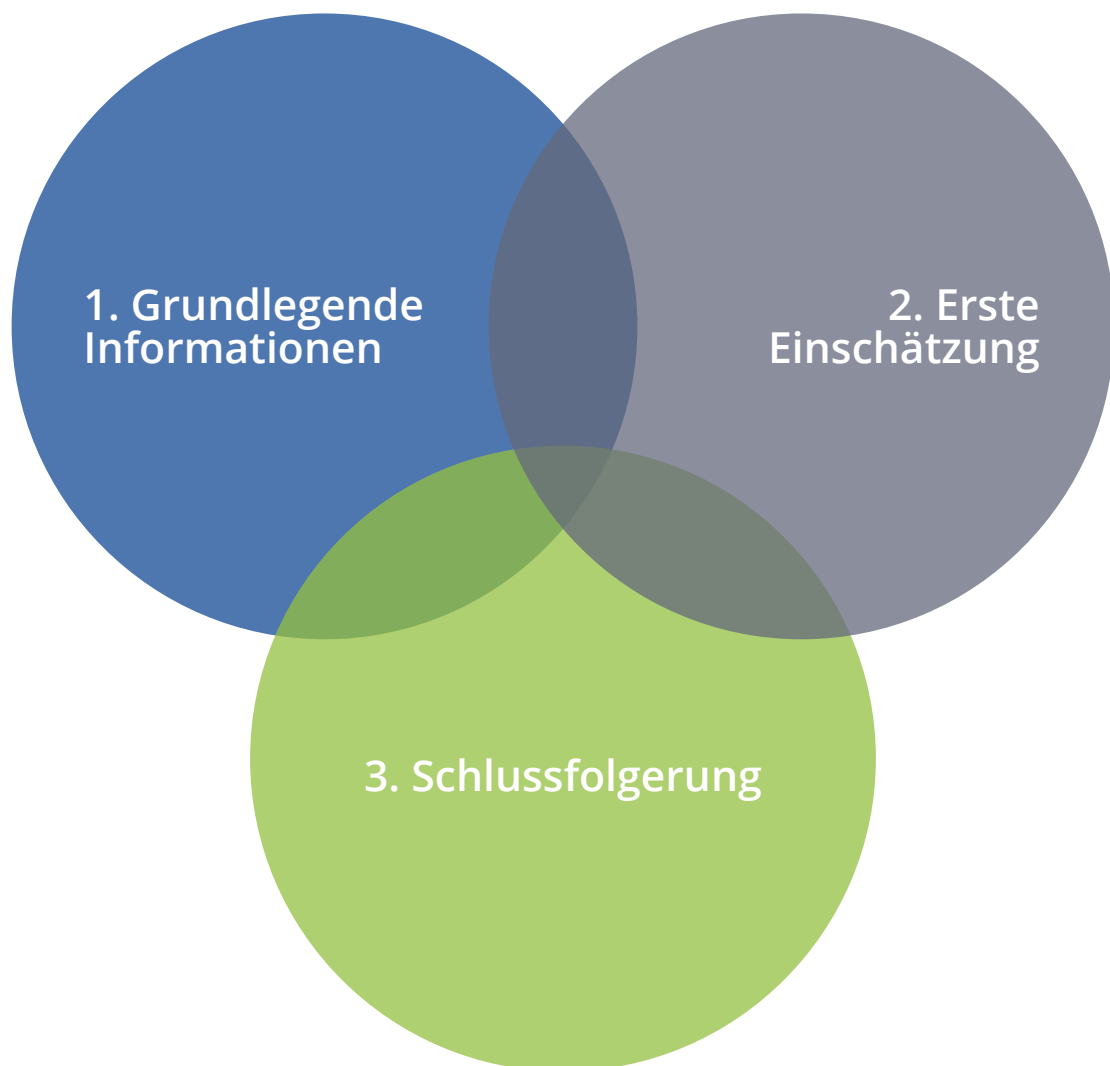 1. Grundlegende
Informationen
2. Erste
Einschätzung
3. Schlussfolgerung